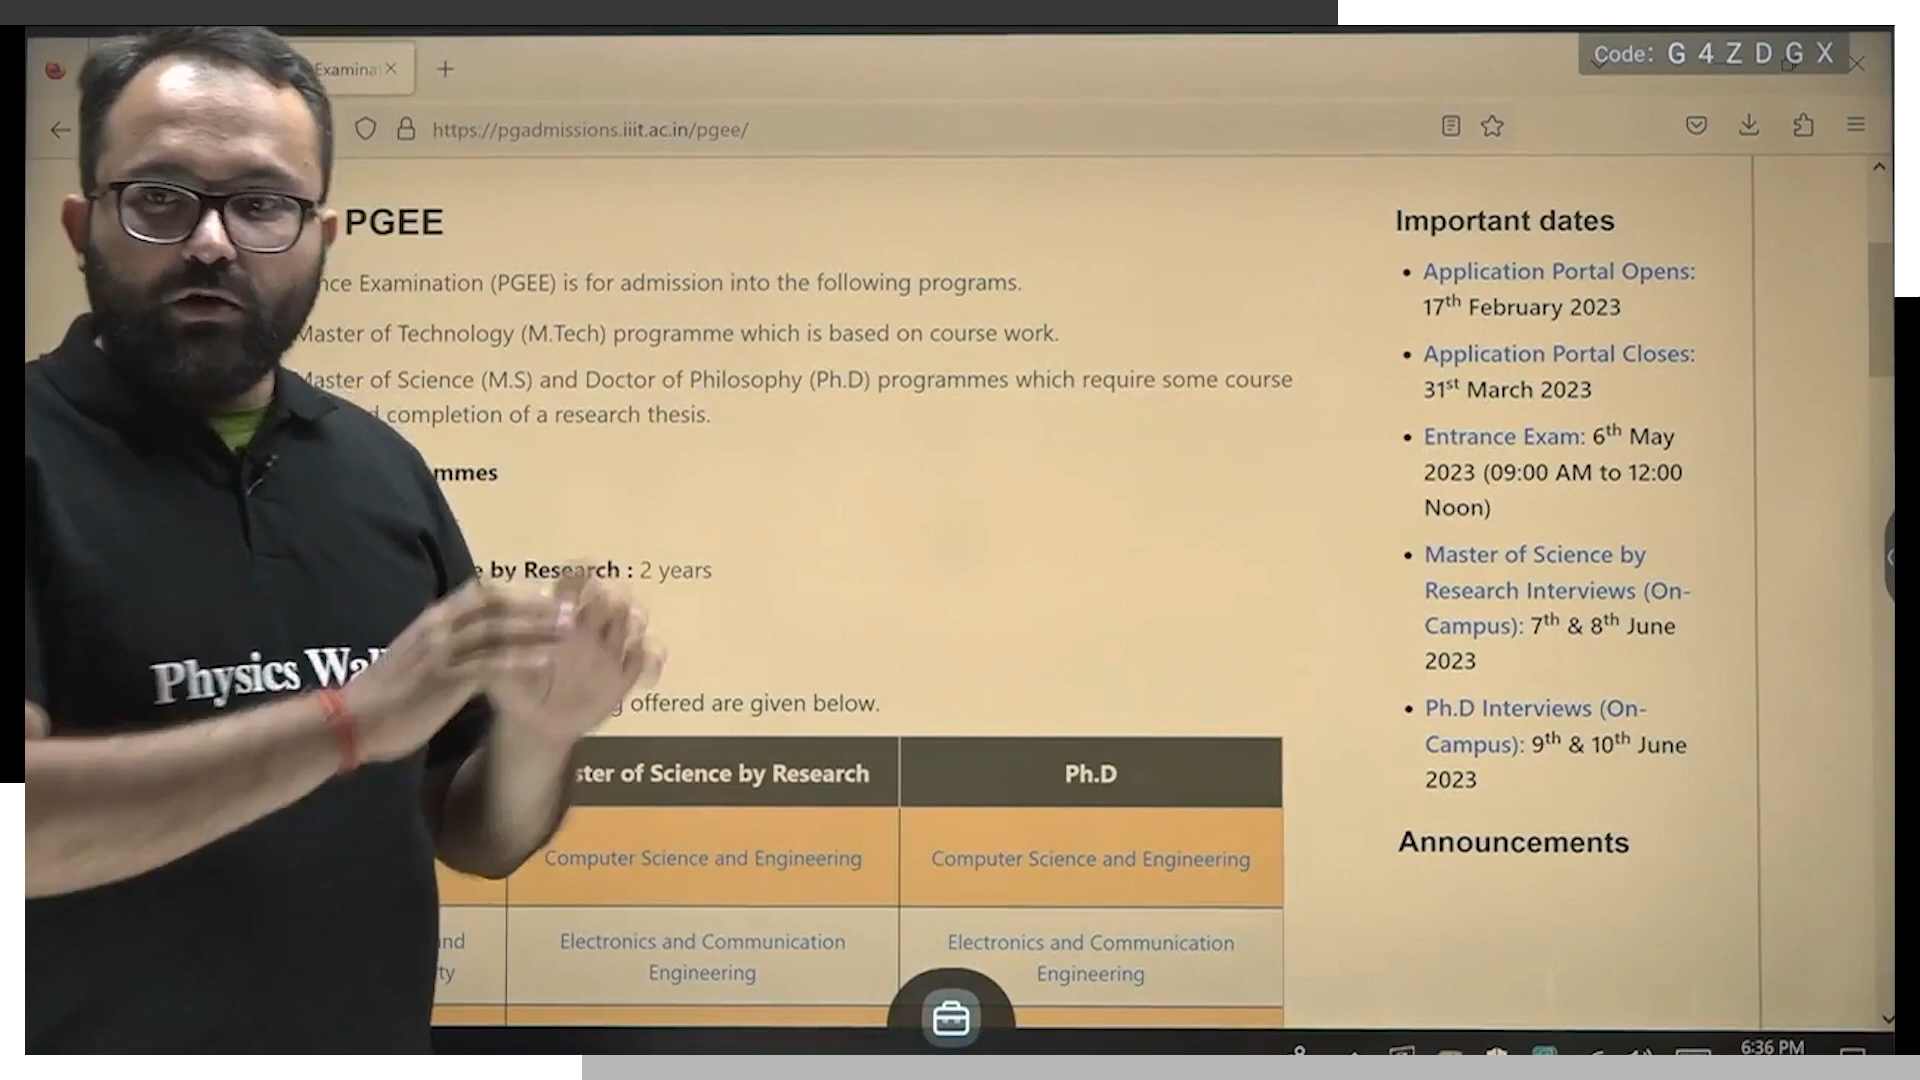 Examina
Code: G 4 Z D G X
https://pgadmissions.iiit.ac.in/pgee/
PGEE
nce Examination (PGEE) is for admission into the following programs.
Master of Technology (M.Tech) programme which is based on course work.
Master of Science (M.S) and Doctor of Philosophy (Ph.D) programmes which require some course
d completion of a research thesis.
mmes
e by Research : 2 years
g offered are given below.
ster of Science by Research
Ph.D
Computer Science and Engineering
Computer Science and Engineering
and
ty
Electronics and Communication
Engineering
Electronics and Communication
Engineering
Important dates
Application Portal Opens:
17th February 2023
Application Portal Closes:
31st March 2023
Entrance Exam: 6th May
2023 (09:00 AM to 12:00
Noon)
Master of Science by
Research Interviews (On-
Campus): 7th & 8th June
2023
Ph.D Interviews (On-
Campus): 9th & 10th June
2023
Announcements
Physics Wall
6:36 PM